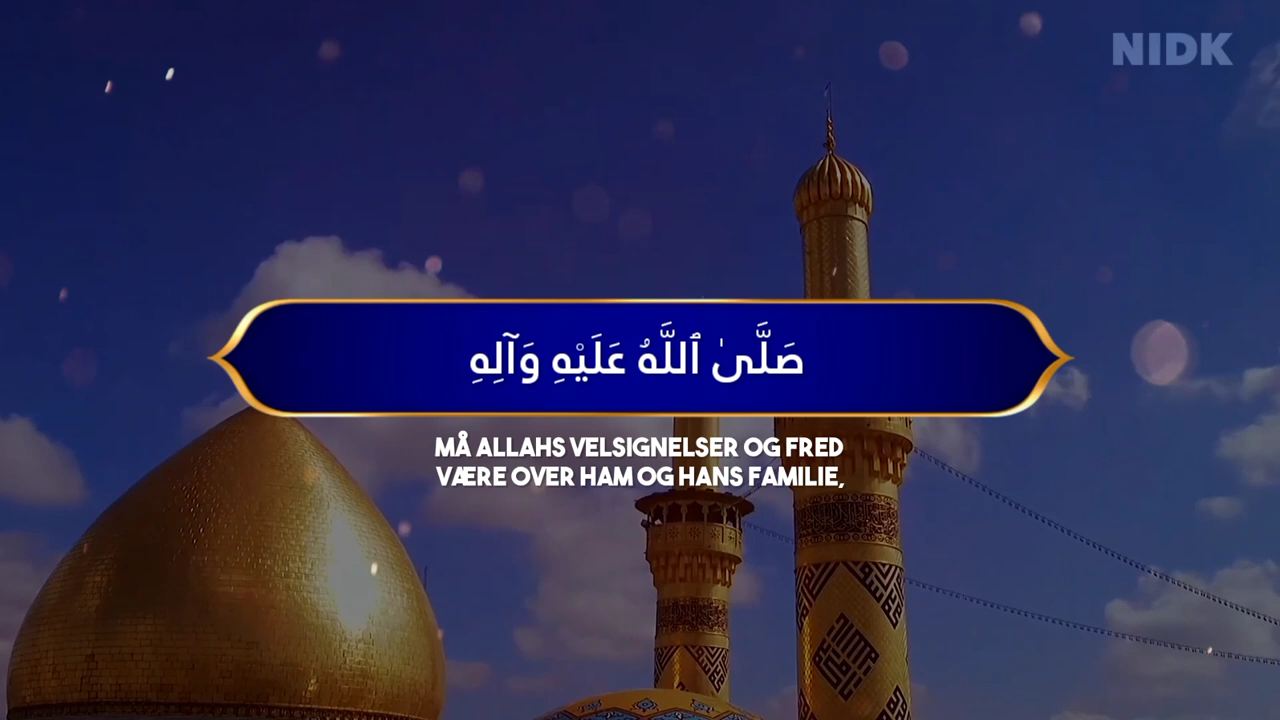 NIDK
صَلَّىٰ ٱللَّهُ عَلَيْهِ وَآلِهِ
MÅ ALLAHS VELSIGNELSER OG FRED
VÆRE OVER HAM OG HANS FAMILIE,